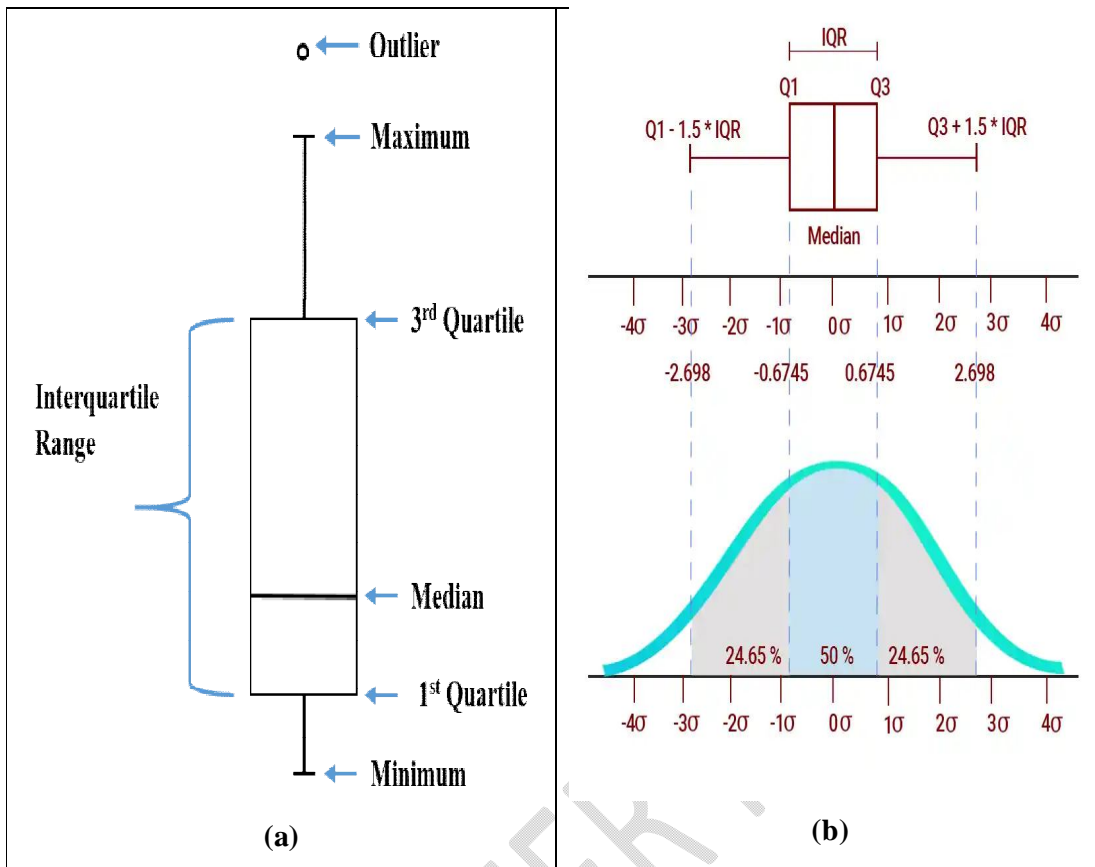 Outlier
Maximum
3rd Quartile
Interquartile
Range
Median
1st Quartile
Minimum
(a)
IQR
Q1 Q3
Q1 - 1.5 * IQR Q3 + 1.5 * IQR
Median
-4σ -3σ -2σ -1σ 0σ 1σ 2σ 3σ 4σ
-2.698 -0.6745 0.6745 2.698
24.65 % 50 % 24.65 %
-4σ -3σ -2σ -1σ 0σ 1σ 2σ 3σ 4σ
(b)